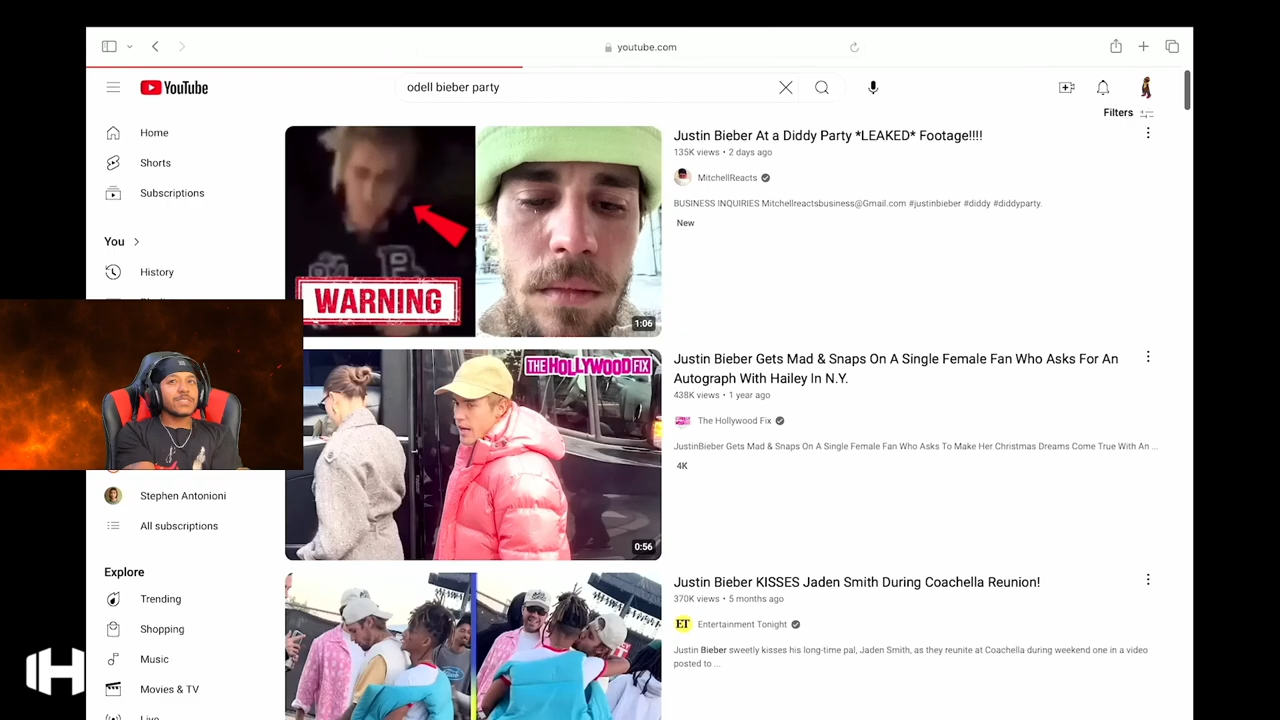 youtube.com
YouTube
odell bieber party
Filters
Home
Shorts
Subscriptions
You
History
Stephen Antonioni
All subscriptions
Explore
Trending
Shopping
Music
Movies & TV
Live
WARNING
1:06
Justin Bieber At a Diddy Party *LEAKED* Footage!!!!
135K views • 2 days ago
MitchellReacts
BUSINESS INQUIRIES Mitchellreactsbusiness@Gmail.com #justinbieber #diddy #diddyparty.
New
THE HOLLYWOOD FIX
0:56
Justin Bieber Gets Mad & Snaps On A Single Female Fan Who Asks For An
Autograph With Hailey In N.Y.
438K views • 1 year ago
The Hollywood Fix
JustinBieber Gets Mad & Snaps On A Single Female Fan Who Asks To Make Her Christmas Dreams Come True With An ...
4K
Justin Bieber KISSES Jaden Smith During Coachella Reunion!
370K views • 5 months ago
ET
Entertainment Tonight
Justin Bieber sweetly kisses his long-time pal, Jaden Smith, as they reunite at Coachella during weekend one in a video
posted to ...
H